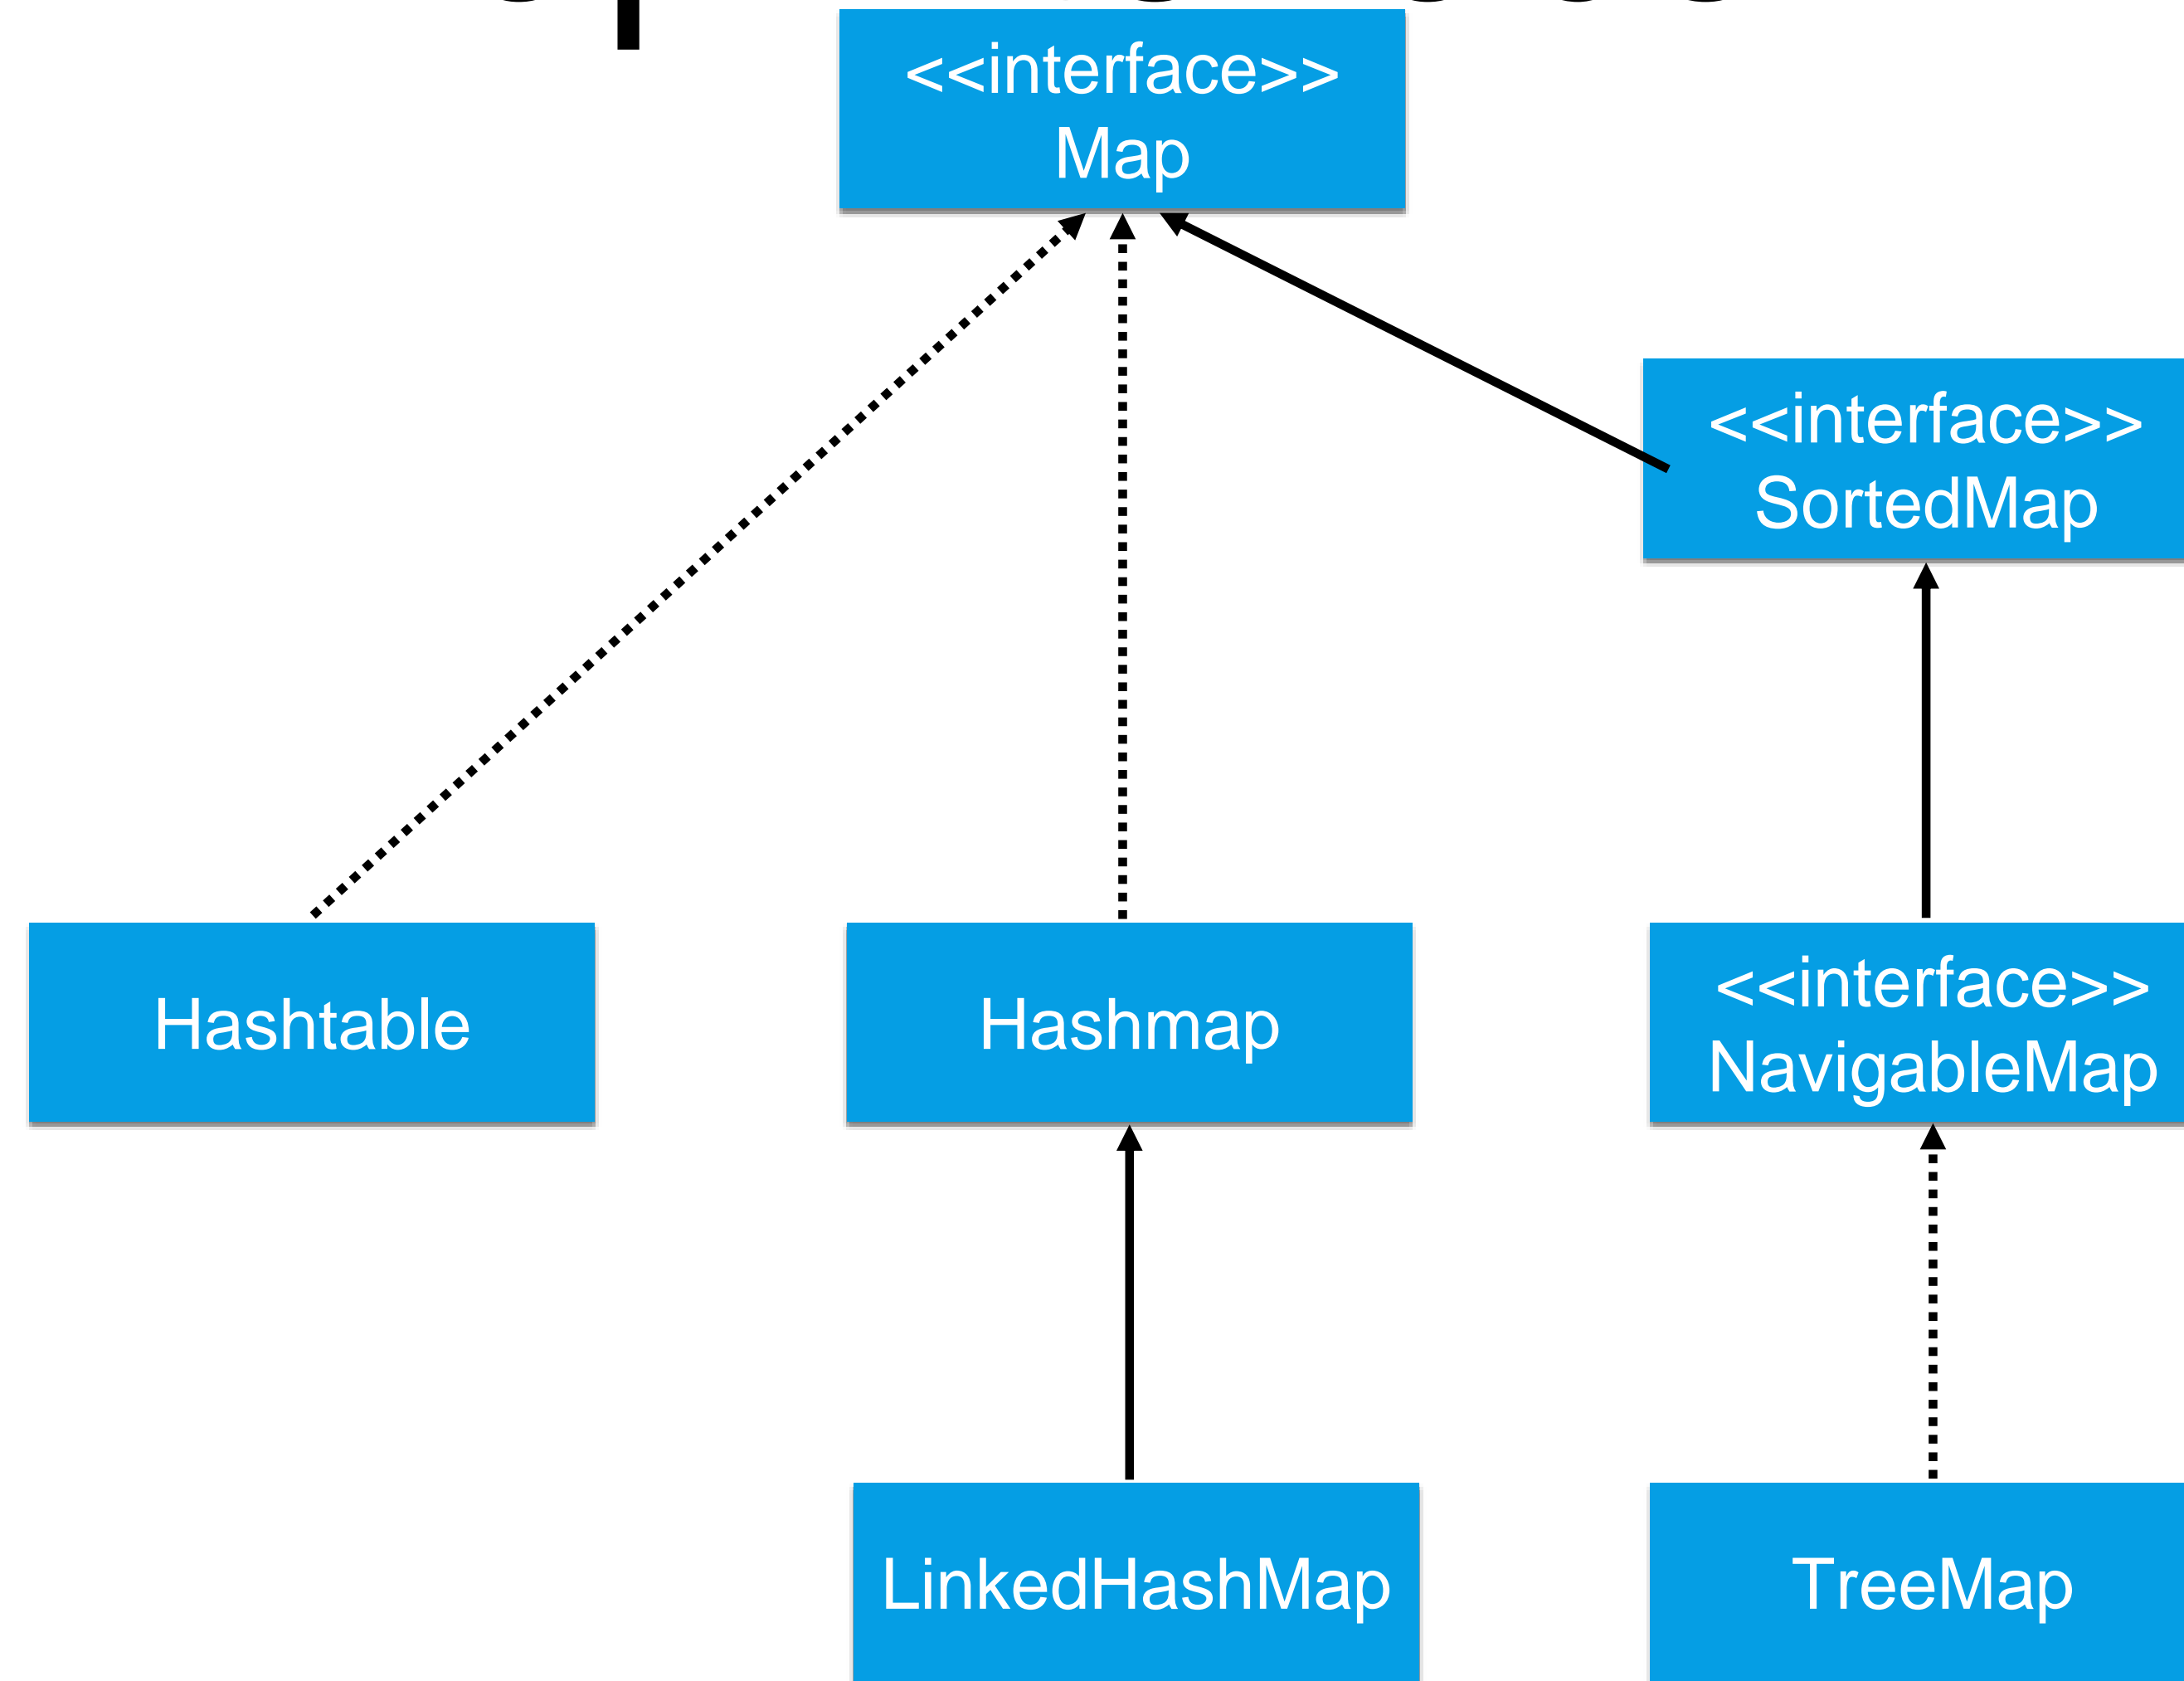 <<interface>>
Map
<<interface>>
SortedMap
Hashtable
Hashmap
<<interface>>
NavigableMap
LinkedHashMap
TreeMap